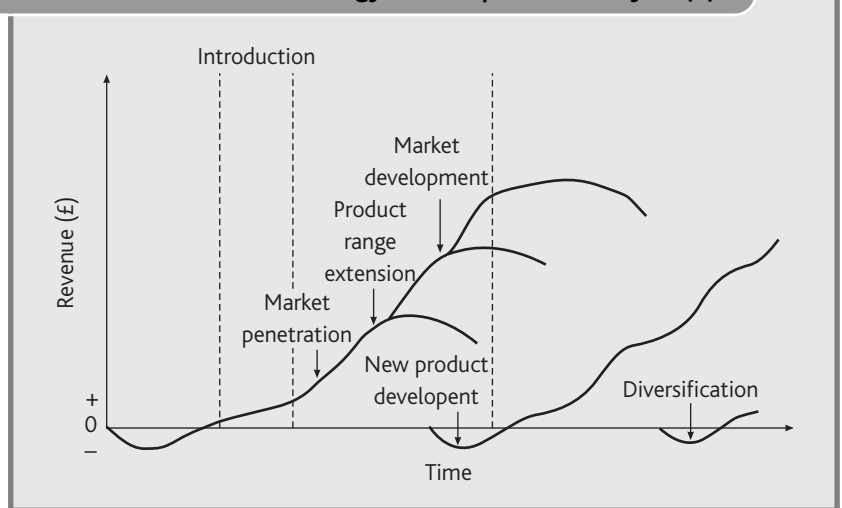 Introduction
Market
development
Product
range
extension
Market
penetration
New product
developent
Diversification
Revenue (£)
+
0
–
Time